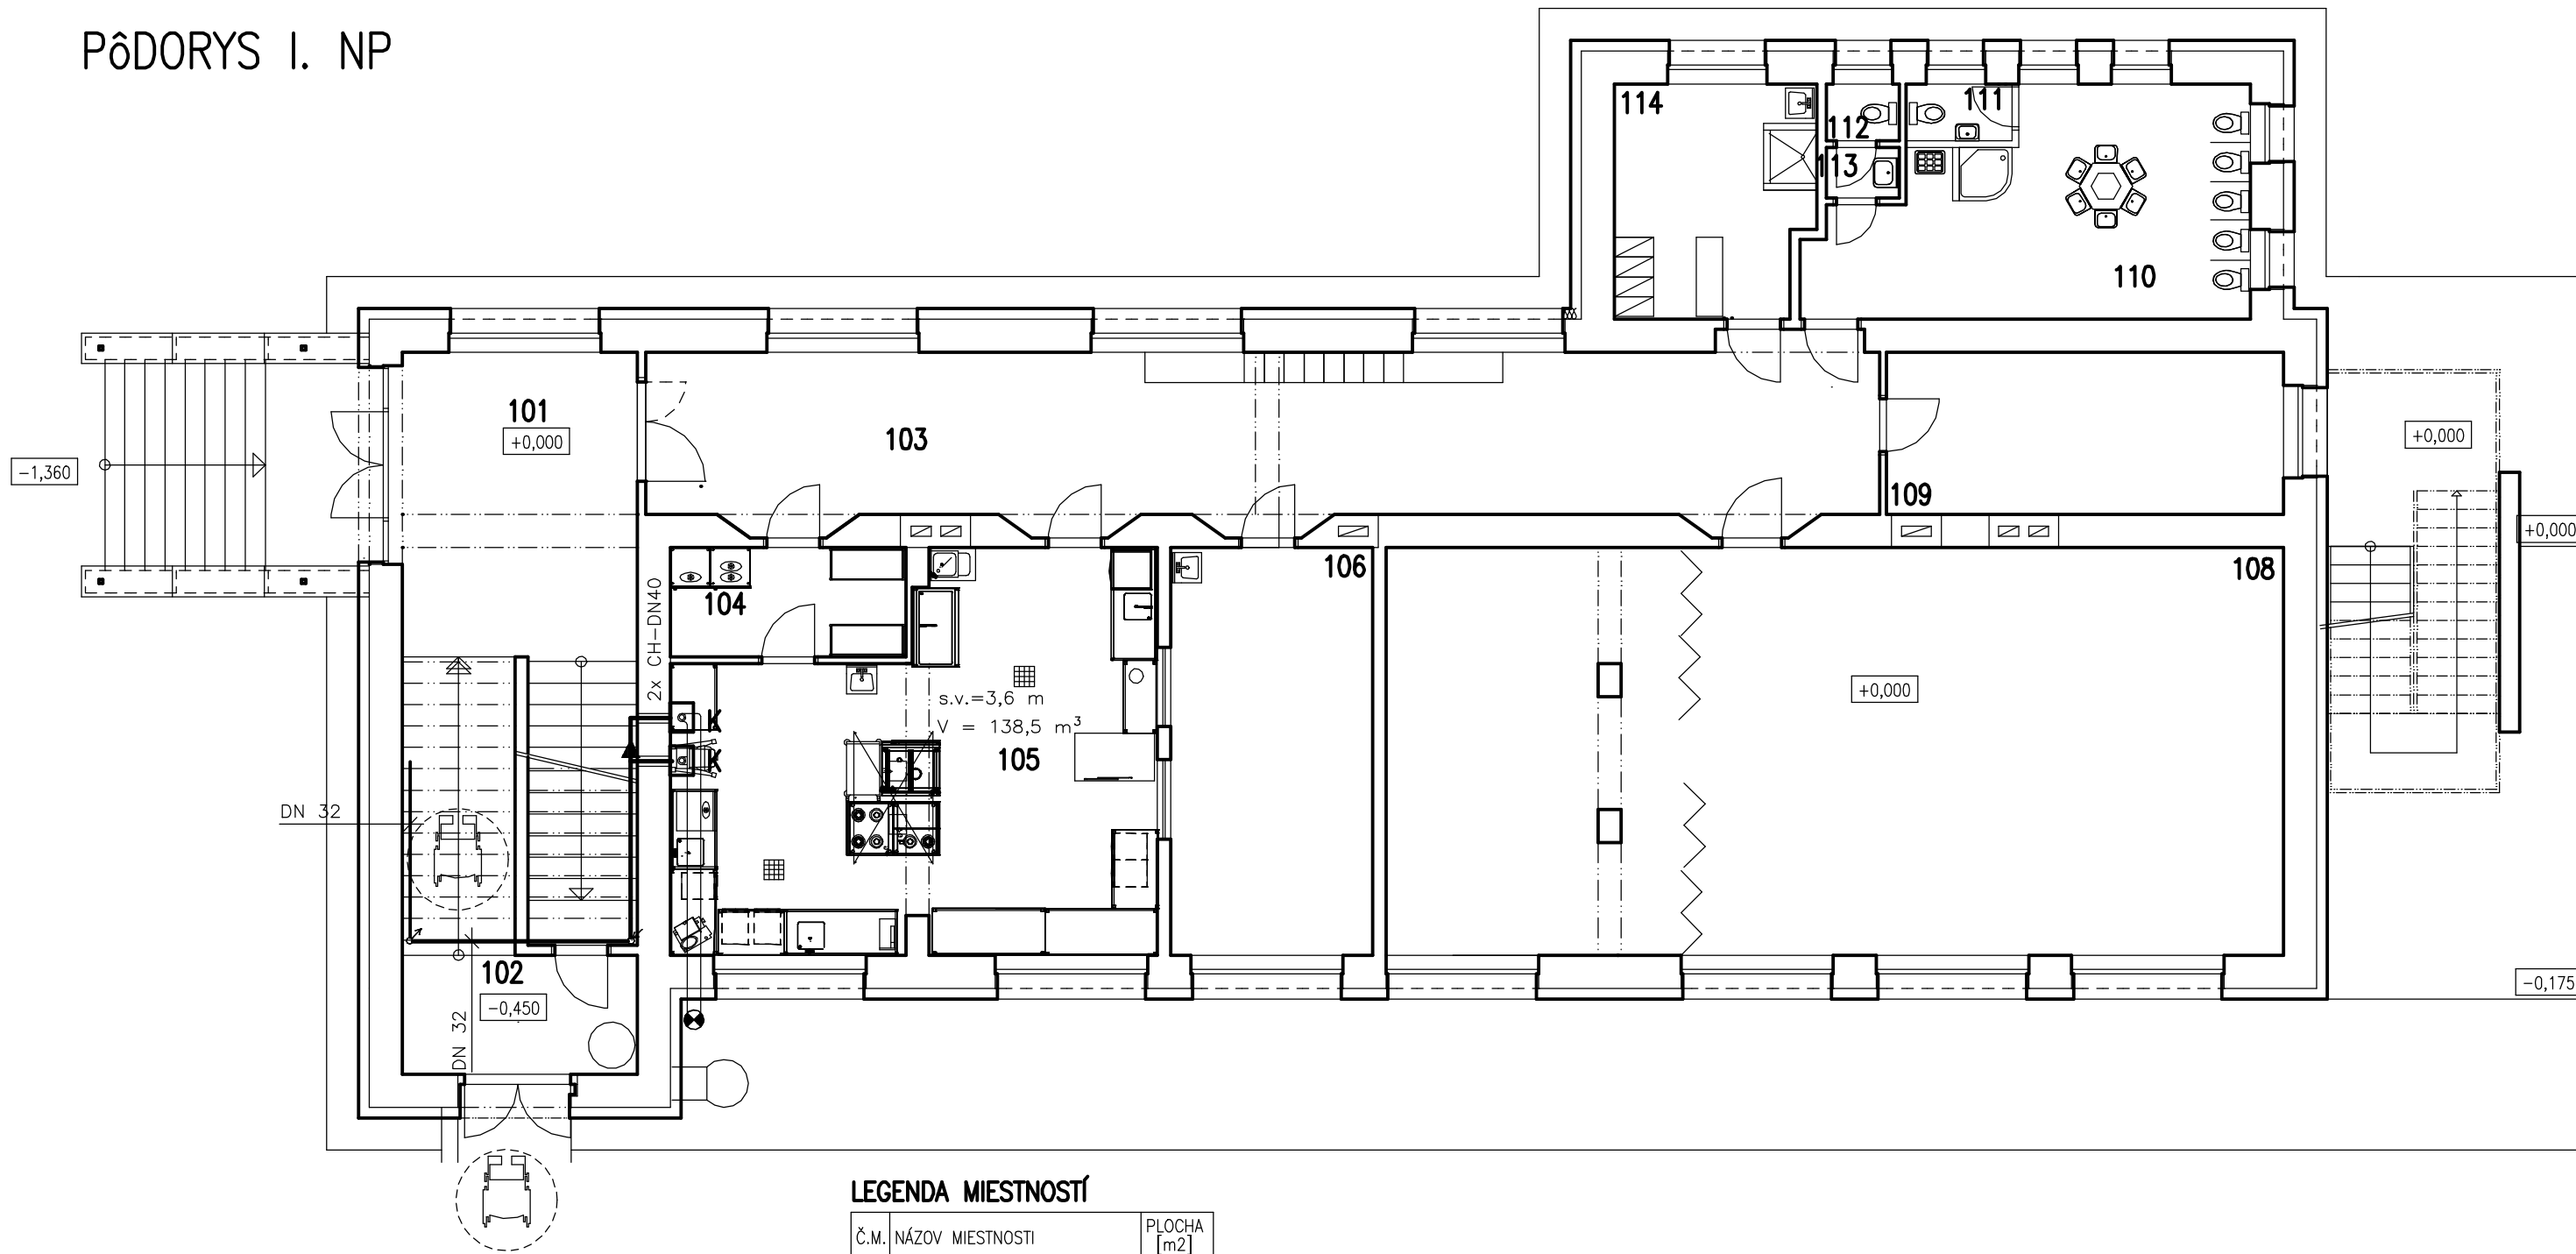 PôDORYS I. NP
114
112
111
113
110
101
+0,000
103
-1,360
109
+0,000
+0,000
106
108
104
2x CH-DN40
s.v.=3,6 m
V = 138,5 m³
105
K
K
+0,000
DN 32
102
-0,450
DN 32
-0,175
LEGENDA MIESTNOSTÍ
Č.M. NÁZOV MIESTNOSTI PLOCHA
[m2]